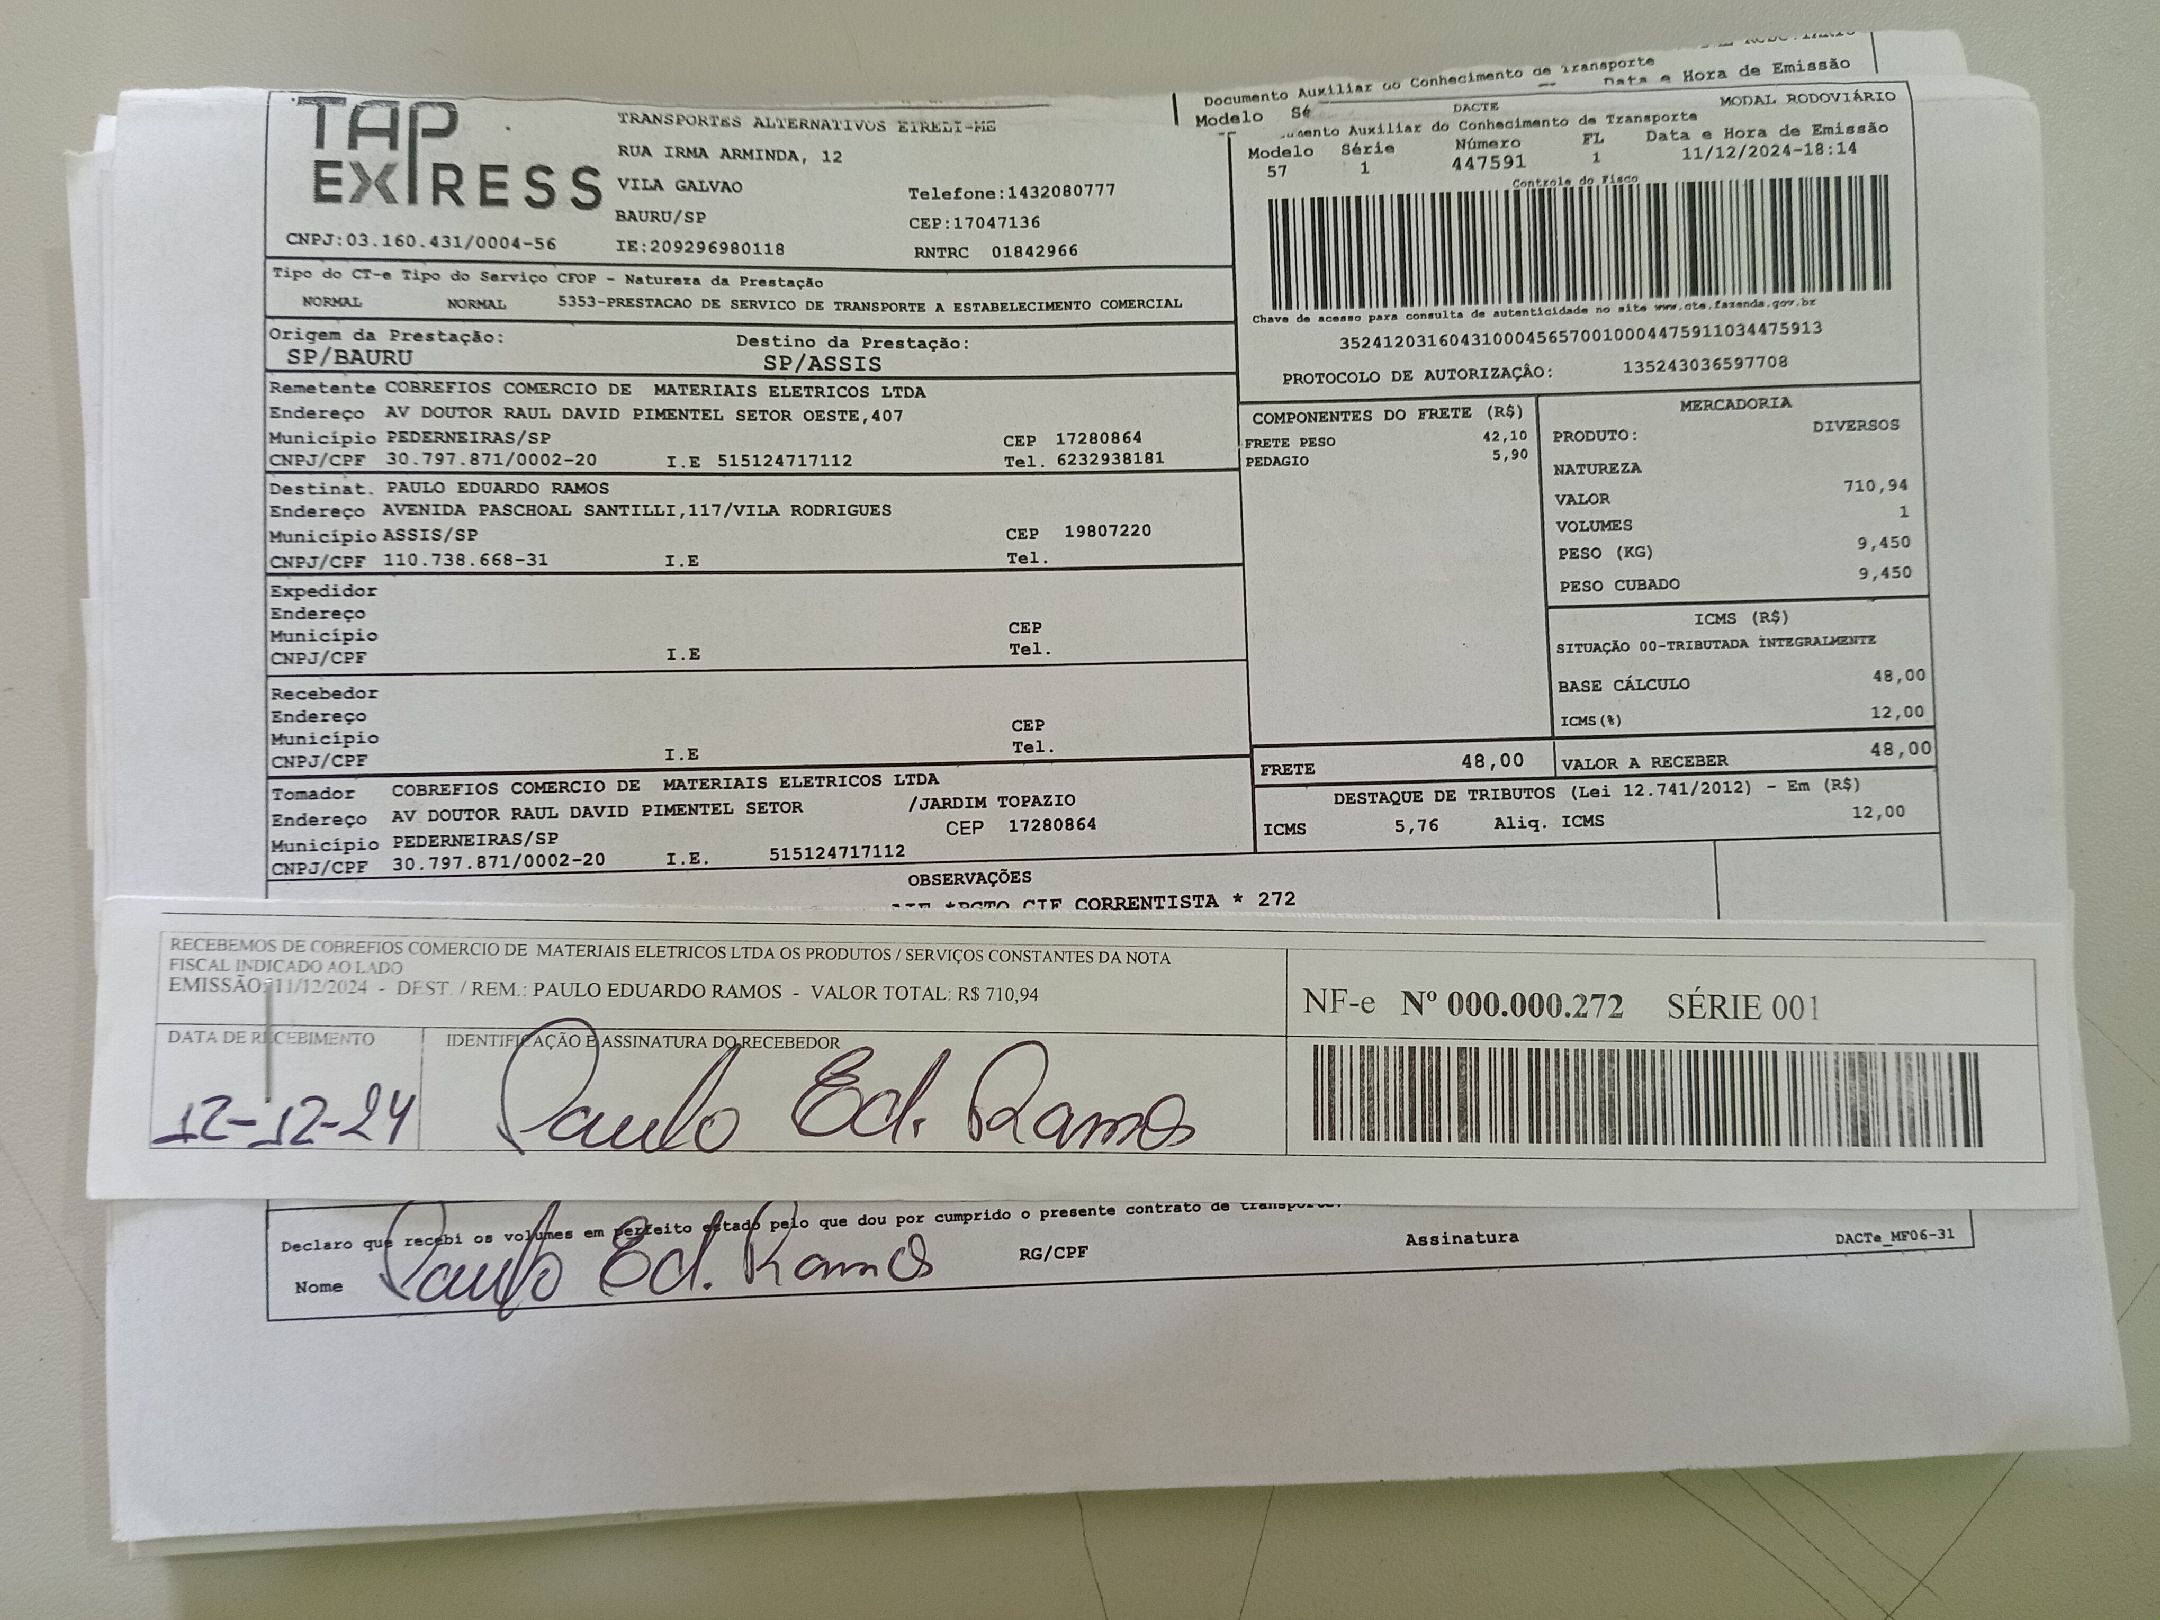 RODOVIÁRIO
Documento Auxiliar do Conhecimento de Transporte
Data e Hora de Emissão
Modelo Sé
TAP EXPRESS
CNPJ:03.160.431/0004-56
TRANSPORTES ALTERNATIVOS EIRELI-ME
RUA IRMA ARMINDA, 12
VILA GALVAO
Telefone:1432080777
BAURU/SP
CEP:17047136
IE:209296980118
RNTRC 01842966
DACTE
MODAL RODOVIÁRIO
umento Auxiliar do Conhecimento de Transporte
Modelo Série Número FL Data e Hora de Emissão
57 1 447591 1 11/12/2024-18:14
Controle do Fisco
Chave de acesso para consulta de autenticidade no site www.cte.fazenda.gov.br
35241203160431000456570010004475911034475913
PROTOCOLO DE AUTORIZAÇÃO: 135243036597708
Tipo do CT-e Tipo do Serviço CFOP - Natureza da Prestação
NORMAL NORMAL 5353-PRESTACAO DE SERVICO DE TRANSPORTE A ESTABELECIMENTO COMERCIAL
Origem da Prestação: Destino da Prestação:
SP/BAURU SP/ASSIS
Remetente COBREFIOS COMERCIO DE MATERIAIS ELETRICOS LTDA
Endereço AV DOUTOR RAUL DAVID PIMENTEL SETOR OESTE,407
Município PEDERNEIRAS/SP CEP 17280864
CNPJ/CPF 30.797.871/0002-20 I.E 515124717112 Tel. 6232938181
Destinat. PAULO EDUARDO RAMOS
Endereço AVENIDA PASCHOAL SANTILLI,117/VILA RODRIGUES
Município ASSIS/SP CEP 19807220
CNPJ/CPF 110.738.668-31 I.E Tel.
Expedidor
Endereço
Município CEP
CNPJ/CPF I.E Tel.
Recebedor
Endereço
Município CEP
CNPJ/CPF I.E Tel.
Tomador COBREFIOS COMERCIO DE MATERIAIS ELETRICOS LTDA
Endereço AV DOUTOR RAUL DAVID PIMENTEL SETOR /JARDIM TOPAZIO
Município PEDERNEIRAS/SP CEP 17280864
CNPJ/CPF 30.797.871/0002-20 I.E. 515124717112
COMPONENTES DO FRETE (R$)
FRETE PESO 42,10
PEDAGIO 5,90
MERCADORIA
PRODUTO: DIVERSOS
NATUREZA
VALOR 710,94
VOLUMES 1
PESO (KG) 9,450
PESO CUBADO 9,450
ICMS (R$)
SITUAÇÃO 00-TRIBUTADA INTEGRALMENTE
BASE CÁLCULO 48,00
ICMS(%) 12,00
FRETE 48,00 VALOR A RECEBER 48,00
DESTAQUE DE TRIBUTOS (Lei 12.741/2012) - Em (R$)
ICMS 5,76 Aliq. ICMS 12,00
OBSERVAÇÕES
*PGTO CIF CORRENTISTA * 272
RECEBEMOS DE COBREFIOS COMERCIO DE MATERIAIS ELETRICOS LTDA OS PRODUTOS / SERVIÇOS CONSTANTES DA NOTA
FISCAL INDICADO AO LADO
EMISSÃO: 11/12/2024 - DEST. / REM.: PAULO EDUARDO RAMOS - VALOR TOTAL: R$ 710,94
NF-e Nº 000.000.272 SÉRIE 001
DATA DE RECEBIMENTO IDENTIFICAÇÃO E ASSINATURA DO RECEBEDOR
12-12-24 Paulo Ed. Ramos
Declaro que recebi os volumes em perfeito estado pelo que dou por cumprido o presente contrato de transporte.
Nome Paulo Ed. Ramos RG/CPF Assinatura DACTe_MF06-31